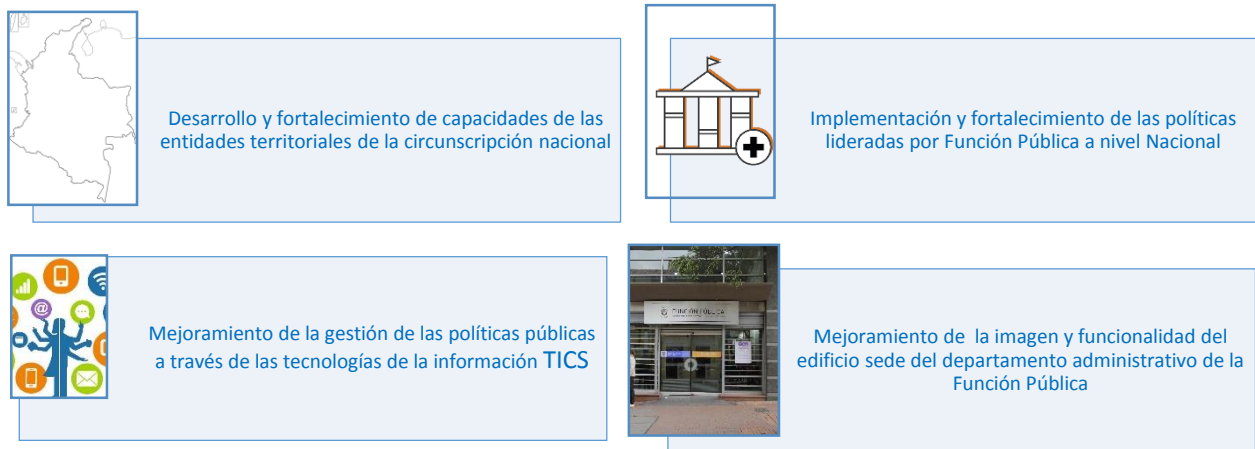 Desarrollo y fortalecimiento de capacidades de las
entidades territoriales de la circunscripción nacional
Implementación y fortalecimiento de las políticas
lideradas por Función Pública a nivel Nacional
Mejoramiento de la gestión de las políticas públicas
a través de las tecnologías de la información TICS
@
FUNCIÓN PÚBLICA
Mejoramiento de la imagen y funcionalidad del
edificio sede del departamento administrativo de la
Función Pública